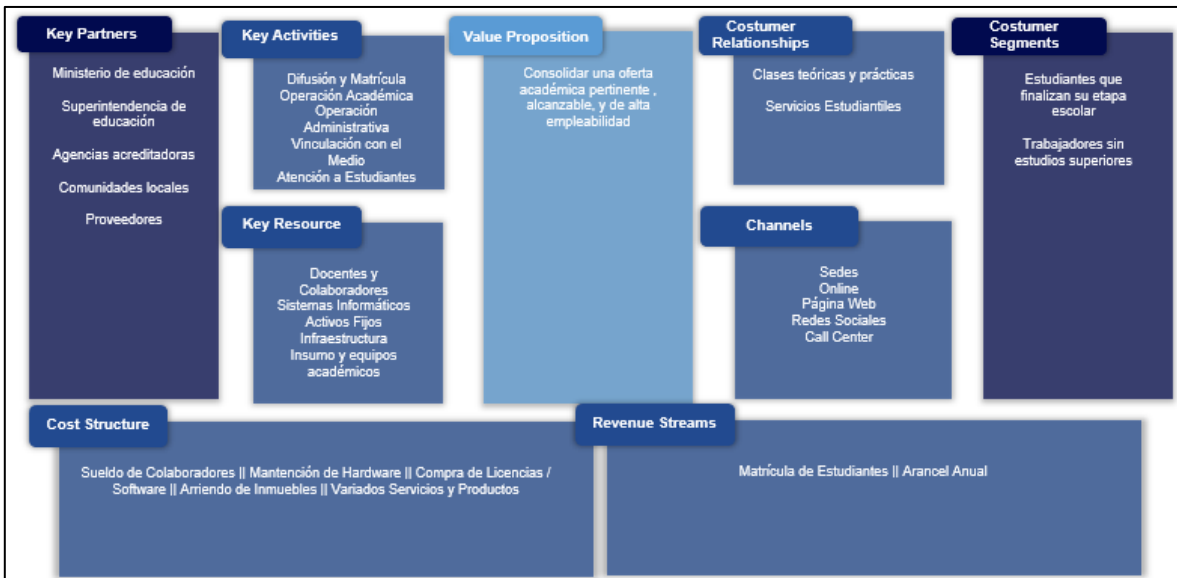 Key Partners
Ministerio de educación
Superintendencia de
educación
Agencias acreditadoras
Comunidades locales
Proveedores
Key Activities
Difusión y Matrícula
Operación Académica
Operación
Administrativa
Vinculación con el
Medio
Atención a Estudiantes
Key Resource
Docentes y
Colaboradores
Sistemas Informáticos
Activos Fijos
Infraestructura
Insumo y equipos
académicos
Value Proposition
Consolidar una oferta
académica pertinente ,
alcanzable, y de alta
empleabilidad
Costumer
Relationships
Clases teóricas y prácticas
Servicios Estudiantiles
Channels
Sedes
Online
Página Web
Redes Sociales
Call Center
Costumer
Segments
Estudiantes que
finalizan su etapa
escolar
Trabajadores sin
estudios superiores
Cost Structure
Sueldo de Colaboradores || Mantención de Hardware || Compra de Licencias /
Software || Arriendo de Inmuebles || Variados Servicios y Productos
Revenue Streams
Matrícula de Estudiantes || Arancel Anual